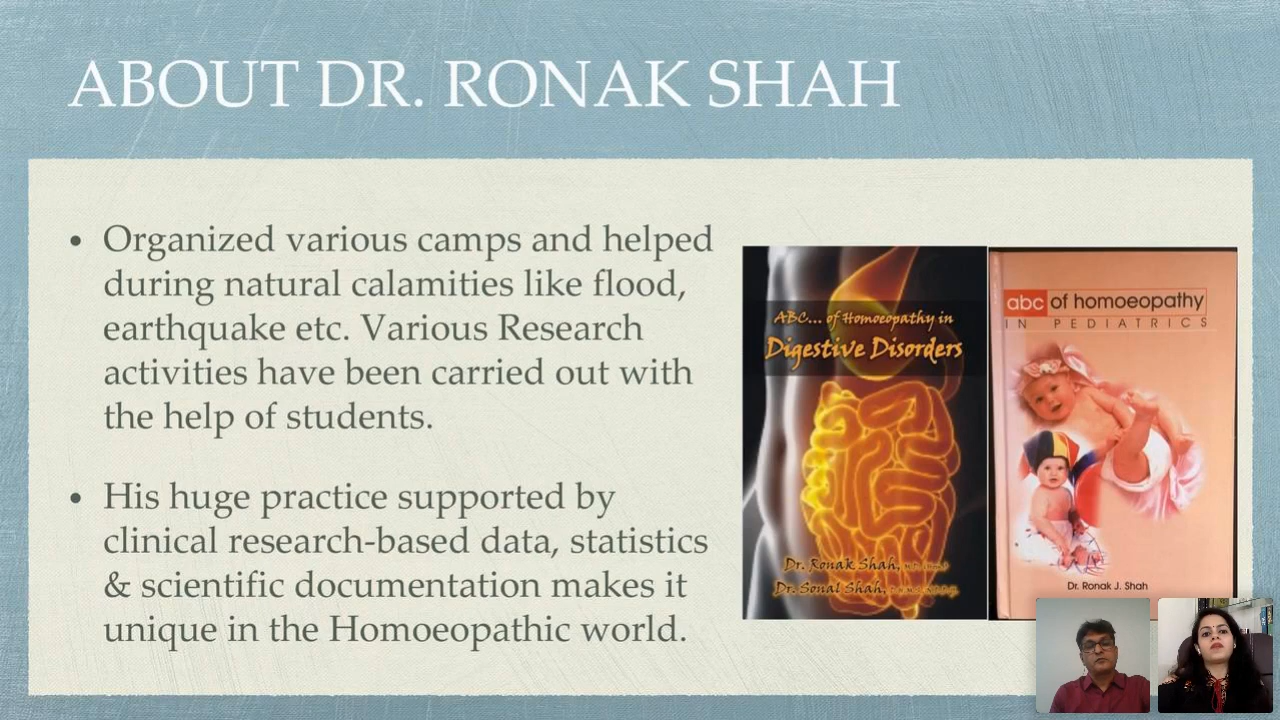 ABOUT DR. RONAK SHAH
• Organized various camps and helped
during natural calamities like flood,
earthquake etc. Various Research
activities have been carried out with
the help of students.
• His huge practice supported by
clinical research-based data, statistics
& scientific documentation makes it
unique in the Homoeopathic world.
ABC... of Homoeopathy in
Digestive Disorders
Dr. Ronak Shah,
Dr. Sonal Shah,
abc of homoeopathy
IN PEDIATRICS
Dr. Ronak J. Shah